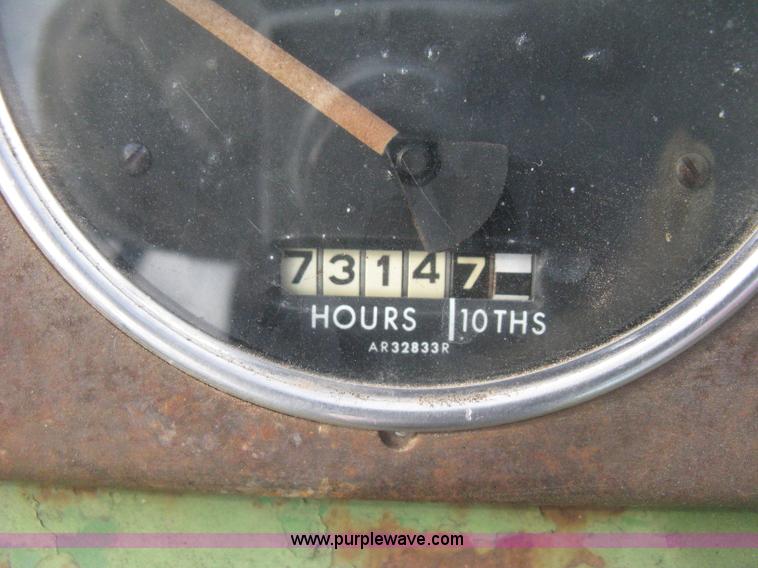 73147
HOURS 10THS
AR32833R
www.purplewave.com